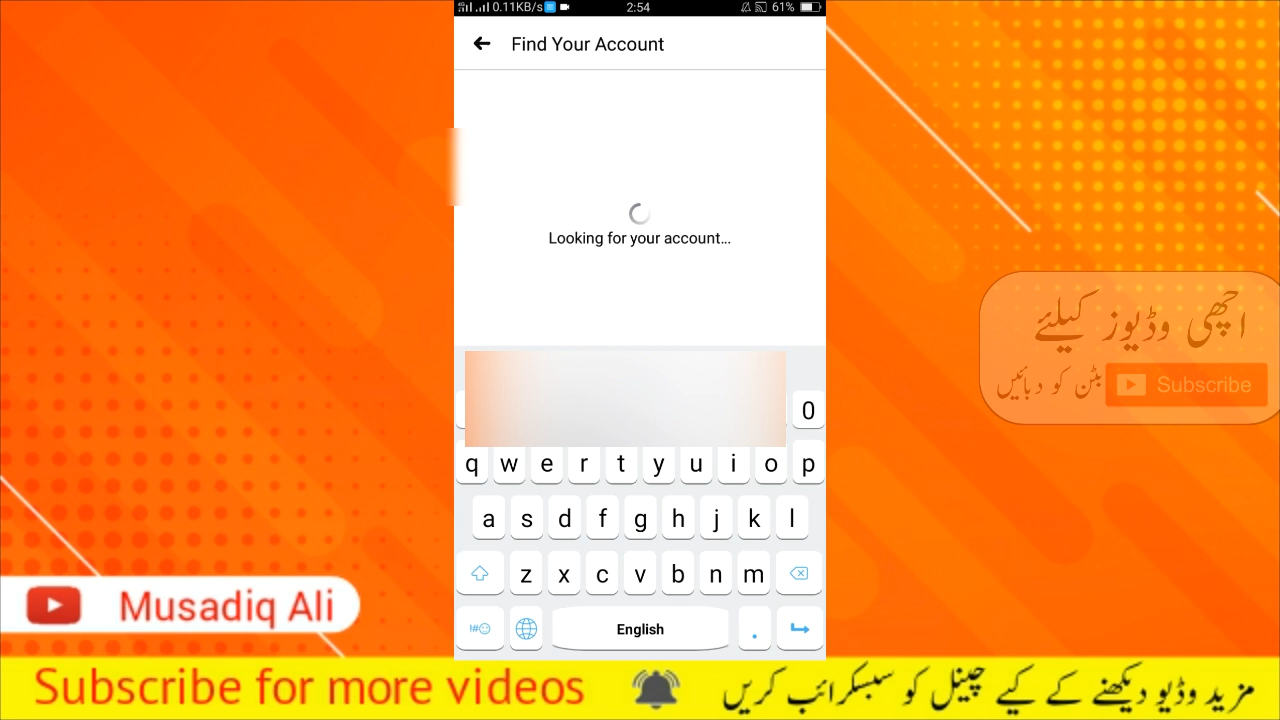 0.11KB/s 2:54 61%
Find Your Account
Looking for your account...
0
q w e r t y u i o p
a s d f g h j k l
z x c v b n m
!#☺ English .
اچھی وڈیوز کیلئے
بٹن کو دبائیں Subscribe
Musadiq Ali
Subscribe for more videos
مزید وڈیو دیکھنے کے لیے چینل کو سبسکرائب کریں